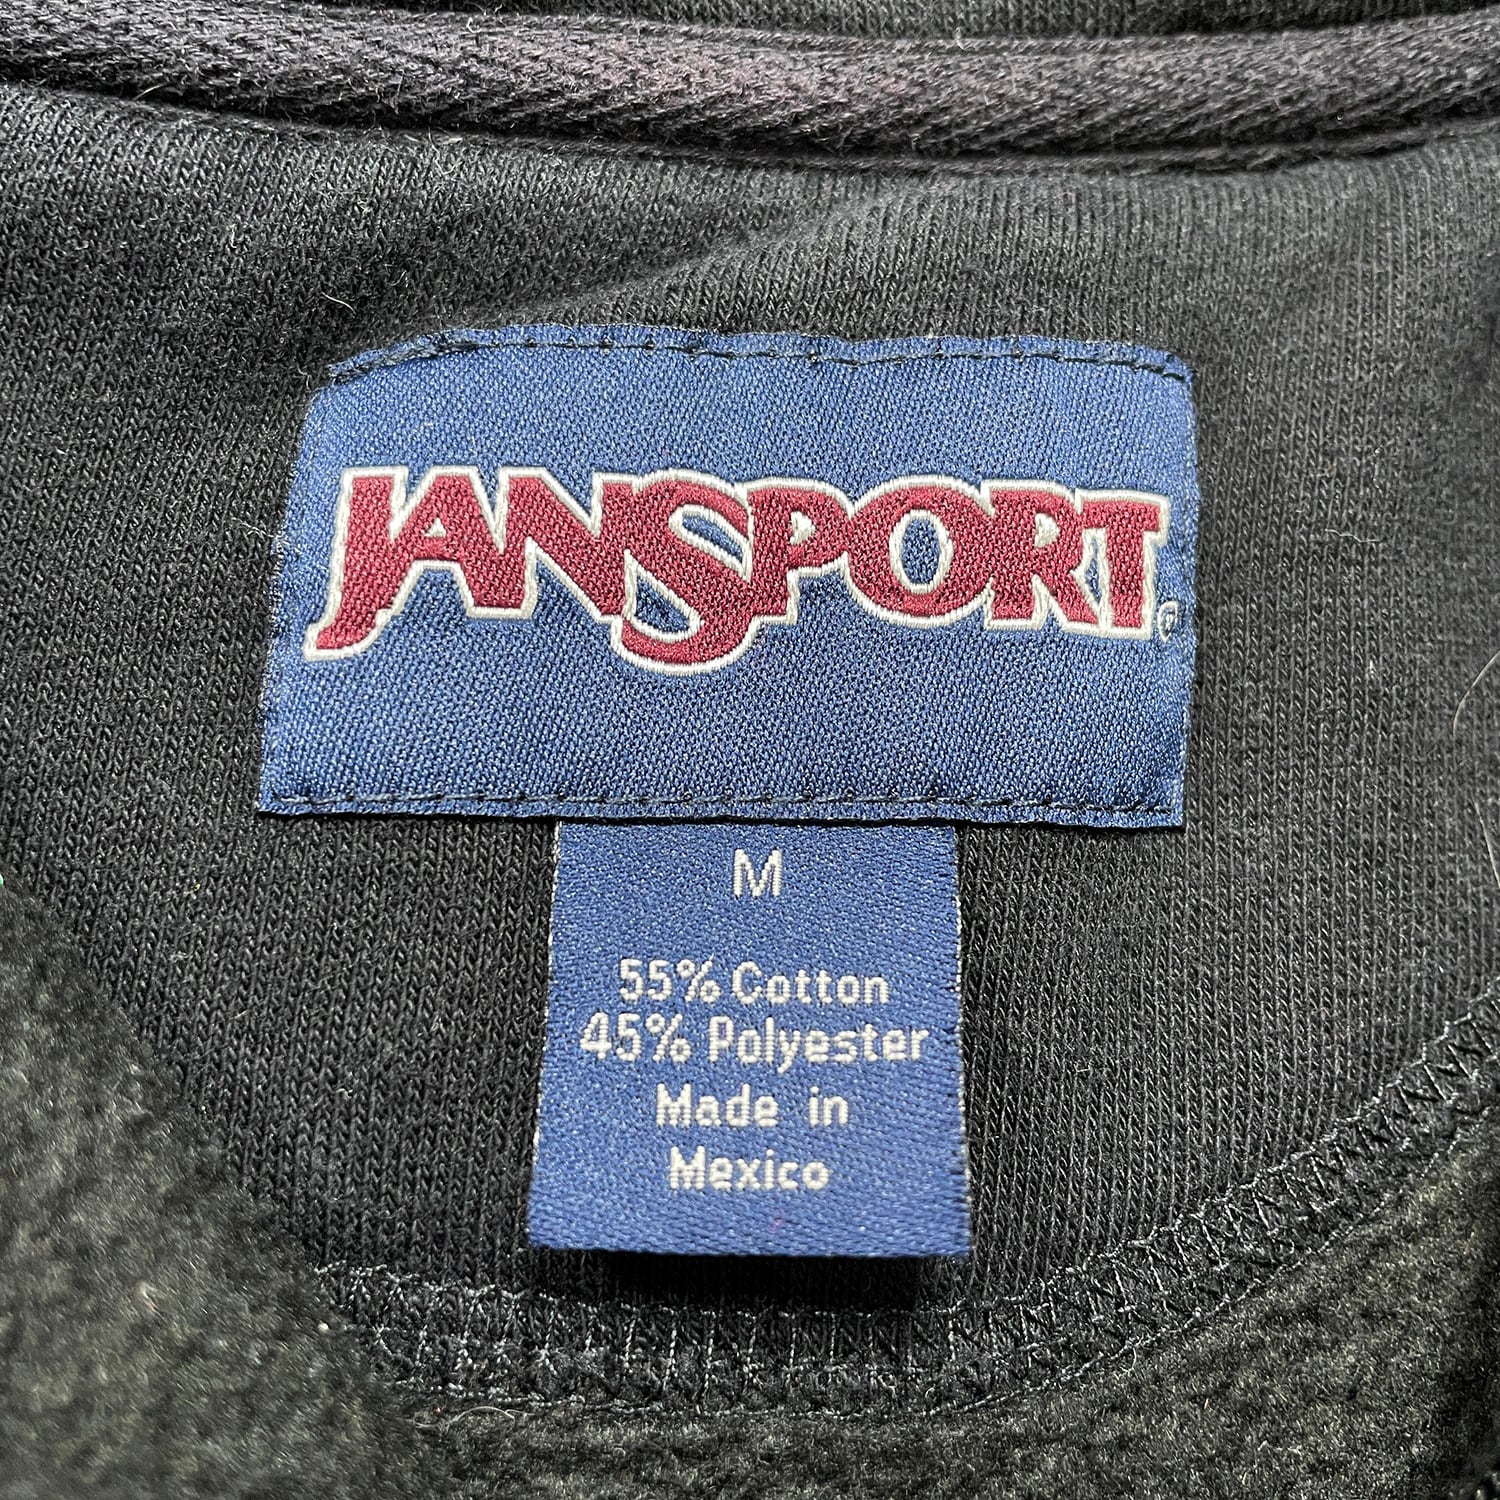 JANSPORT®
M
55% Cotton
45% Polyester
Made in
Mexico